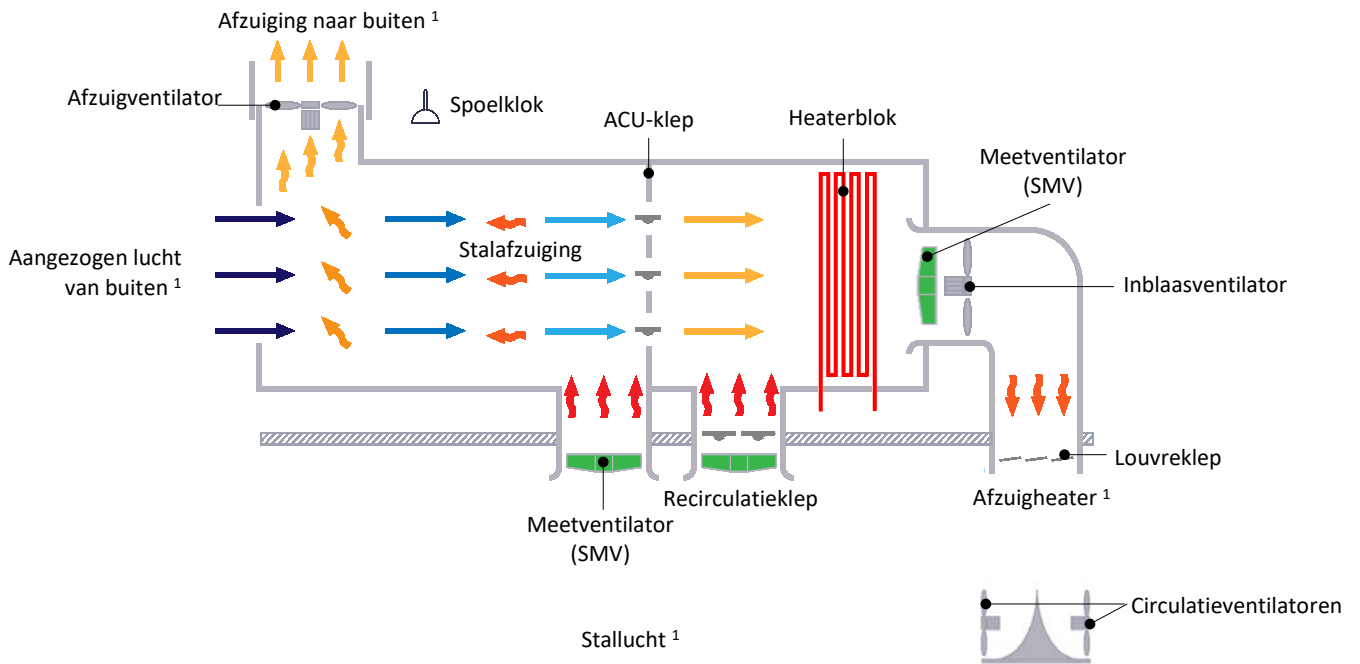 Afzuiging naar buiten ¹
Afzuigventilator
Spoelklok
ACU-klep
Heaterblok
Meetventilator
(SMV)
Aangezogen lucht
van buiten ¹
Stalafzuiging
Inblaasventilator
Louvreklep
Recirculatieklep
Afzuigheater ¹
Meetventilator
(SMV)
Circulatieventilatoren
Stallucht ¹